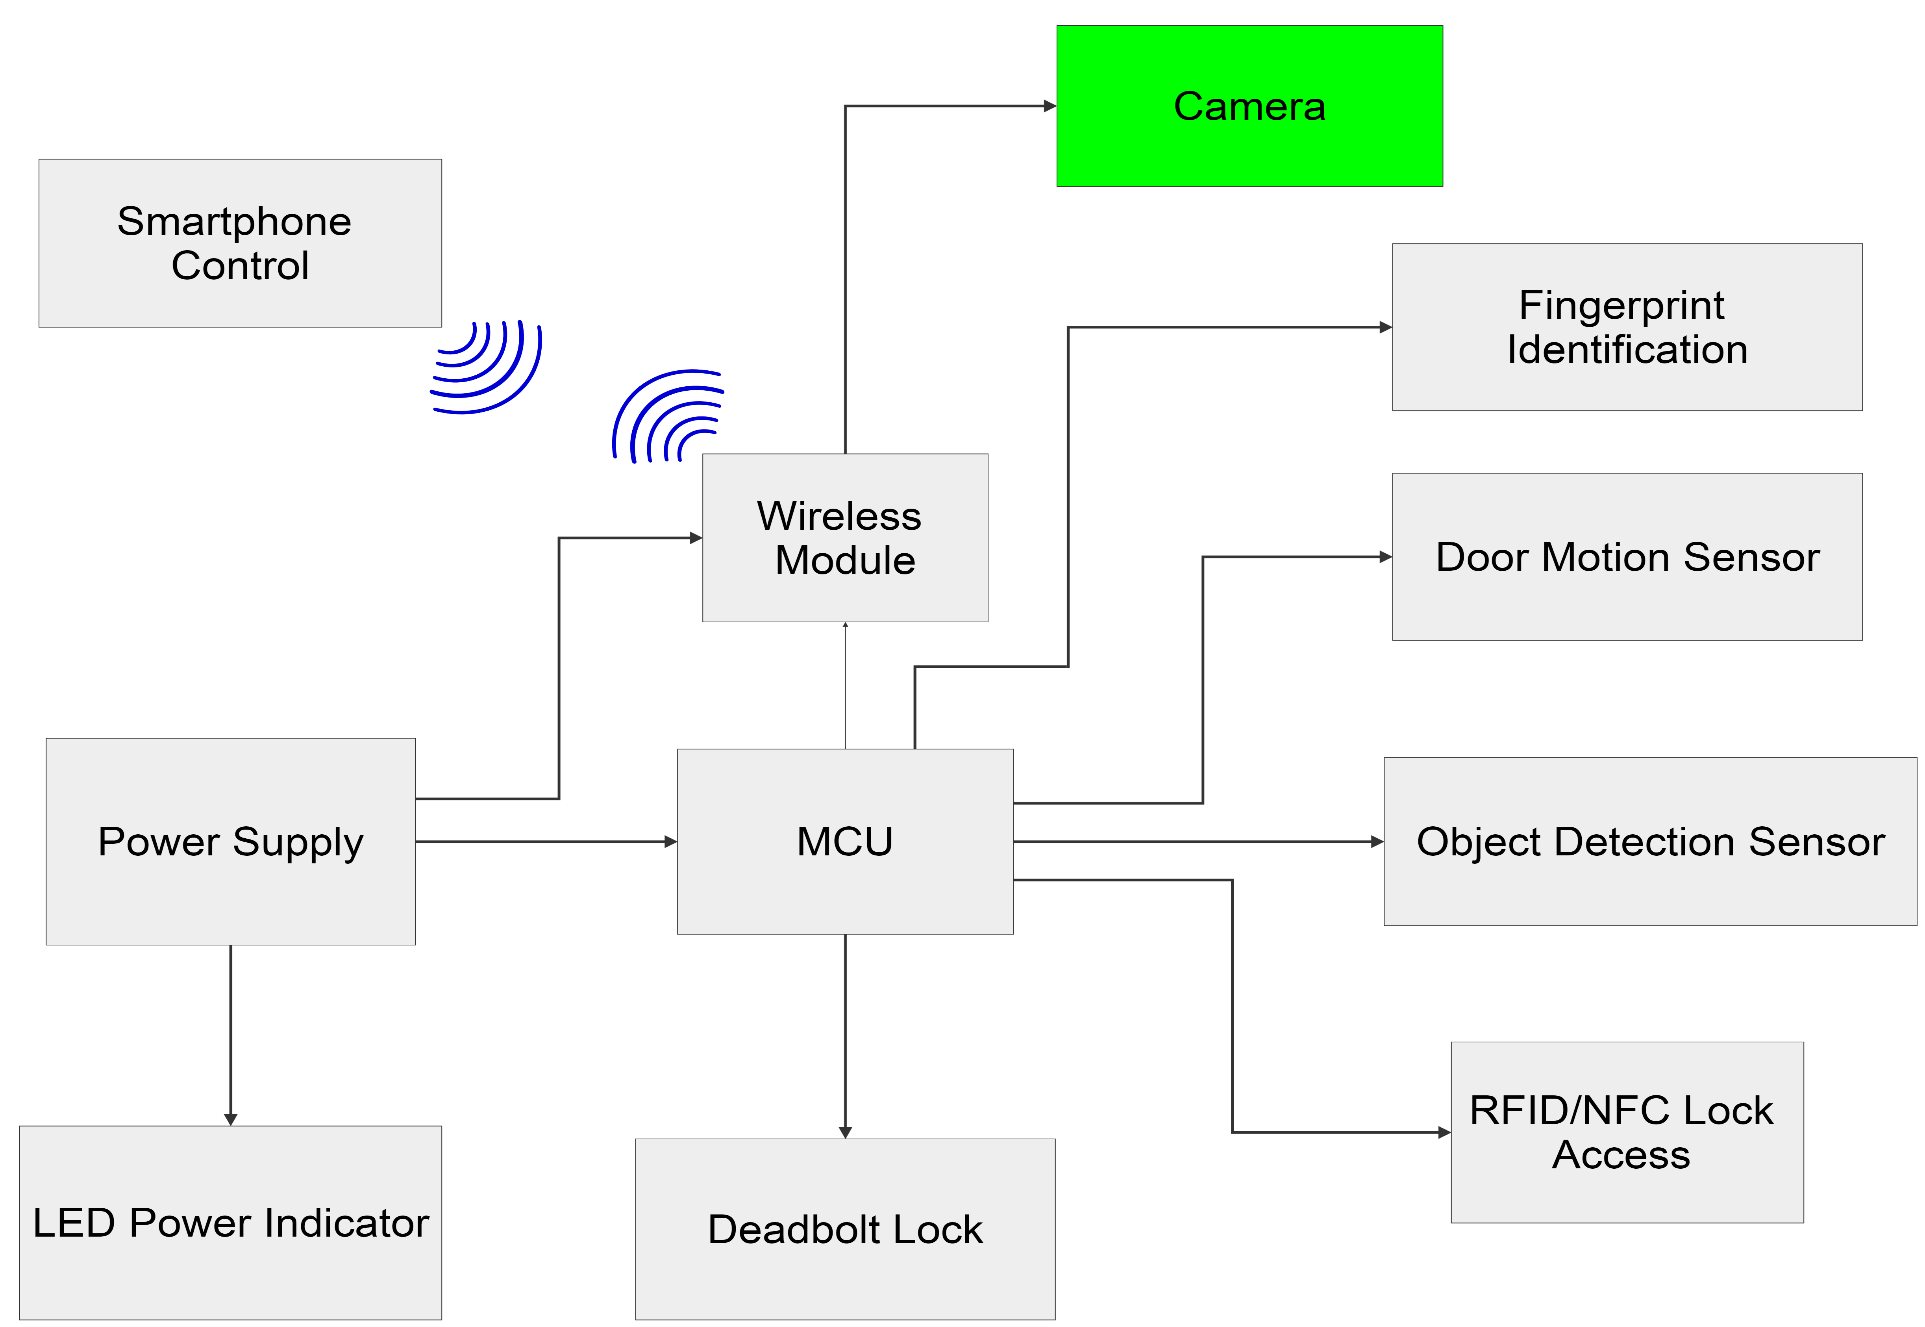 Camera
Smartphone
Control
Fingerprint
Identification
Wireless
Module
Door Motion Sensor
Power Supply
MCU
Object Detection Sensor
RFID/NFC Lock
Access
LED Power Indicator
Deadbolt Lock